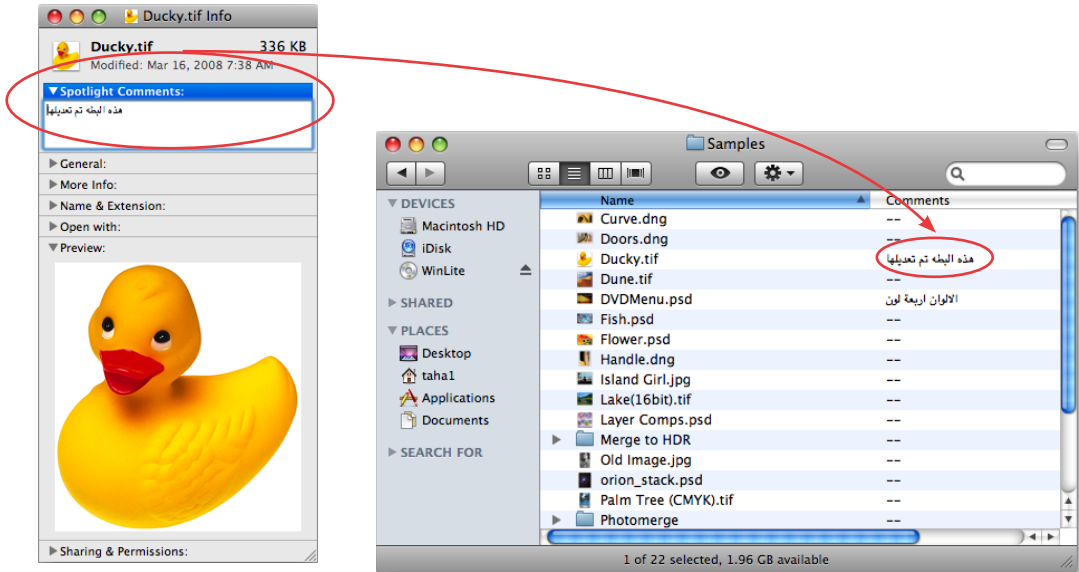 Ducky.tif Info
Ducky.tif 336 KB
Modified: Mar 16, 2008 7:38 AM
Spotlight Comments:
هذه البطه تم تعديلها
General:
More Info:
Name & Extension:
Open with:
Preview:
Sharing & Permissions:
Samples
DEVICES
Macintosh HD
iDisk
WinLite
SHARED
PLACES
Desktop
taha1
Applications
Documents
SEARCH FOR
Name Comments
Curve.dng --
Doors.dng --
Ducky.tif هذه البطه تم تعديلها
Dune.tif --
DVDMenu.psd الالوان اربعة لون
Fish.psd --
Flower.psd --
Handle.dng --
Island Girl.jpg --
Lake(16bit).tif --
Layer Comps.psd --
Merge to HDR --
Old Image.jpg --
orion_stack.psd --
Palm Tree (CMYK).tif --
Photomerge --
1 of 22 selected, 1.96 GB available